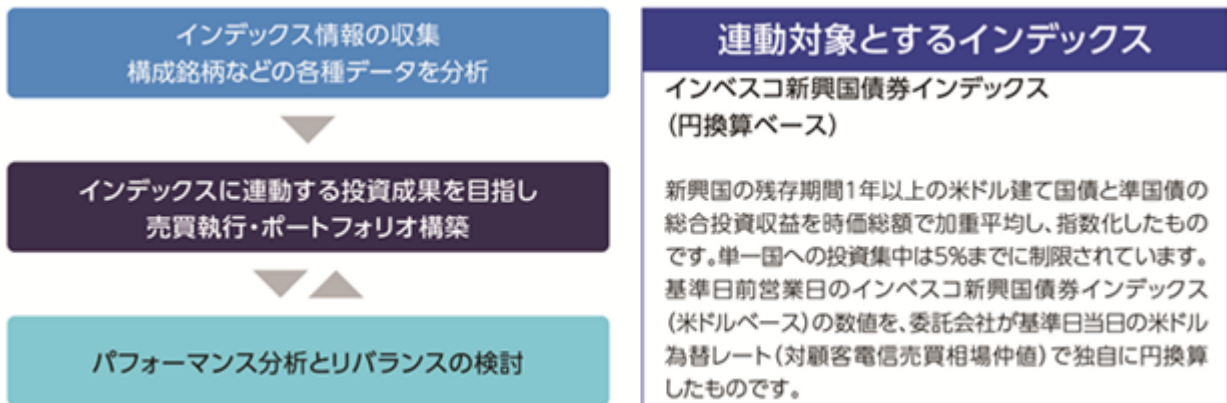 インデックス情報の収集
構成銘柄などの各種データを分析
インデックスに連動する投資成果を目指し
売買執行・ポートフォリオ構築
パフォーマンス分析とリバランスの検討
連動対象とするインデックス
インベスコ新興国債券インデックス
(円換算ベース)
新興国の残存期間1年以上の米ドル建て国債と準国債の
総合投資収益を時価総額で加重平均し、指数化したもの
です。単一国への投資集中は5%までに制限されています。
基準日前営業日のインベスコ新興国債券インデックス
(米ドルベース)の数値を、委託会社が基準日当日の米ドル
為替レート(対顧客電信売買相場仲値)で独自に円換算
したものです。